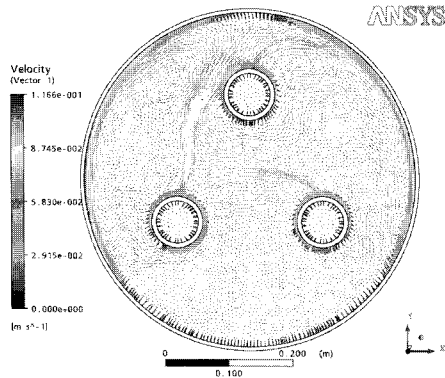 ANSYS
Velocity
(Vector 1)
1.166e-001
8.745e-002
5.830e-002
2.915e-002
0.000e+000
[m s^-1]
0 0.200 (m)
0.100
Y
X